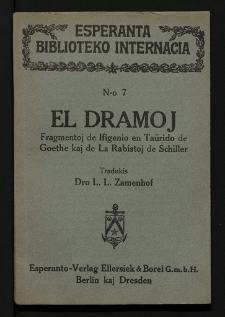 ESPERANTA
BIBLIOTEKO INTERNACIA
N-o 7
EL DRAMOJ
Fragmentoj de Ifigenio en Taŭrido de
Goethe kaj de La Rabistoj de Schiller
Tradukis
Dro L. L. Zamenhof
Esperanto-Verlag Ellersiek & Borel G.m.b.H.
Berlin kaj Dresden